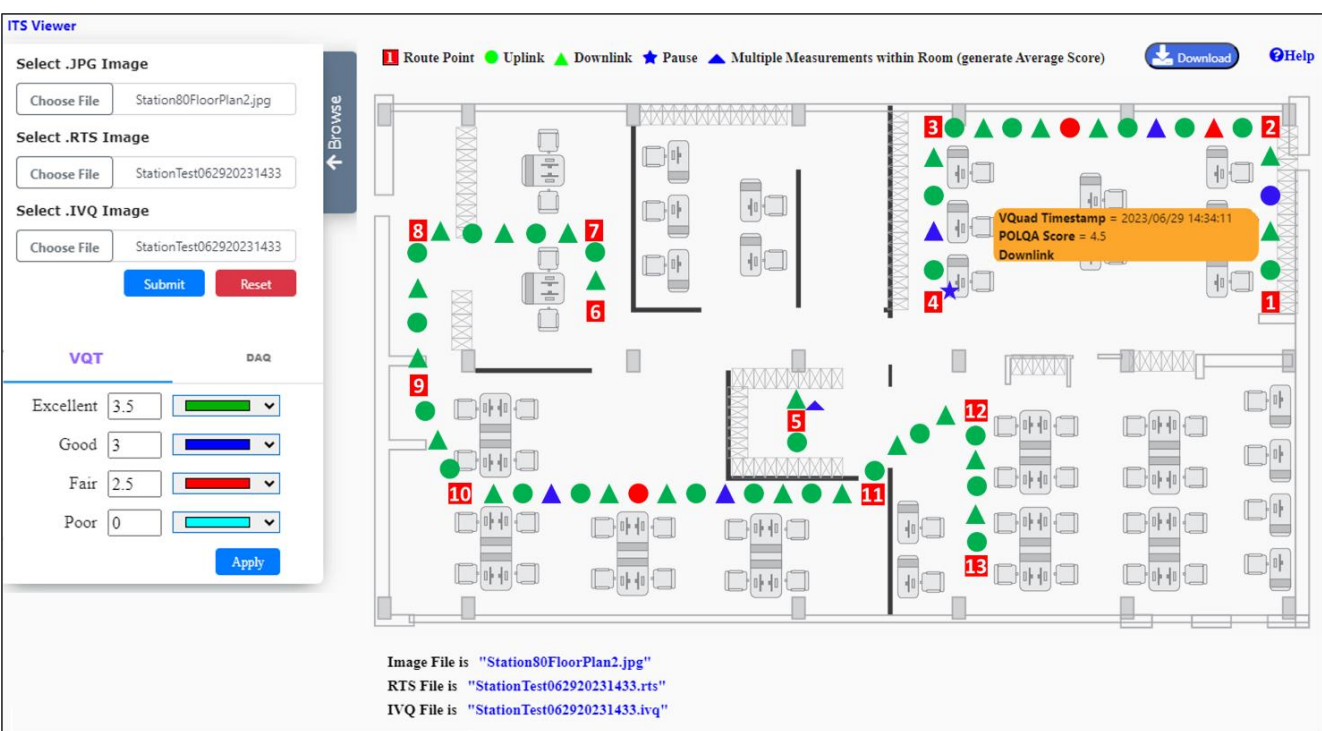 ITS Viewer
Select .JPG Image
Choose File Station80FloorPlan2.jpg
Select .RTS Image
Choose File StationTest062920231433
Select .IVQ Image
Choose File StationTest062920231433
Submit Reset
Browse
VQT DAQ
Excellent 3.5
Good 3
Fair 2.5
Poor 0
Apply
1 Route Point Uplink Downlink Pause Multiple Measurements within Room (generate Average Score)
Download
?Help
3 2
8 7
VQuad Timestamp = 2023/06/29 14:34:11
POLQA Score = 4.5
Downlink
4 1
6
9
5 12
10 11
13
Image File is "Station80FloorPlan2.jpg"
RTS File is "StationTest062920231433.rts"
IVQ File is "StationTest062920231433.ivq"